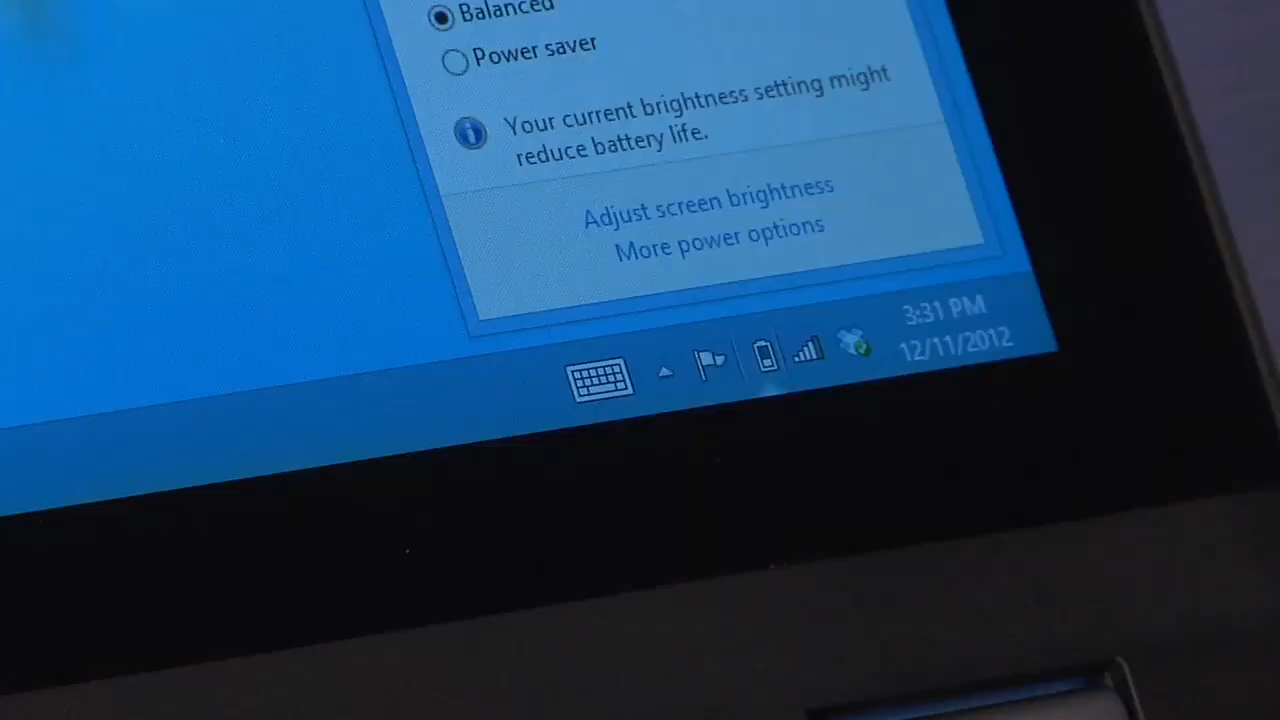 Balanced
Power saver
Your current brightness setting might
reduce battery life.
Adjust screen brightness
More power options
3:31 PM
12/11/2012